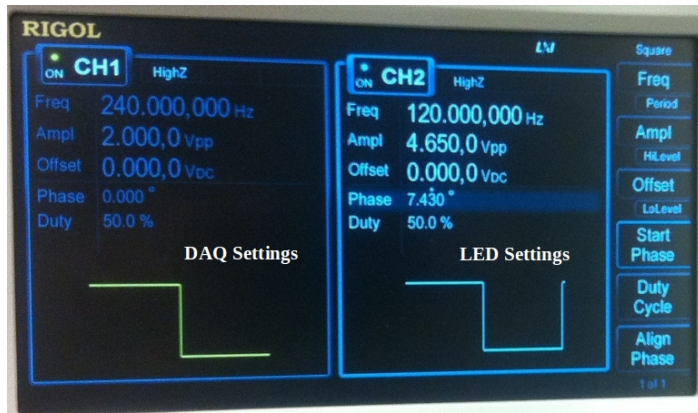 RIGOL
LXI
ON CH1 HighZ
Freq 240.000,000 Hz
Ampl 2.000,0 Vpp
Offset 0.000,0 VDC
Phase 0.000 °
Duty 50.0 %
DAQ Settings
ON CH2 HighZ
Freq 120.000,000 Hz
Ampl 4.650,0 Vpp
Offset 0.000,0 VDC
Phase 7.430 °
Duty 50.0 %
LED Settings
Square
Freq
Period
Ampl
HiLevel
Offset
LoLevel
Start
Phase
Duty
Cycle
Align
Phase
1 of 1